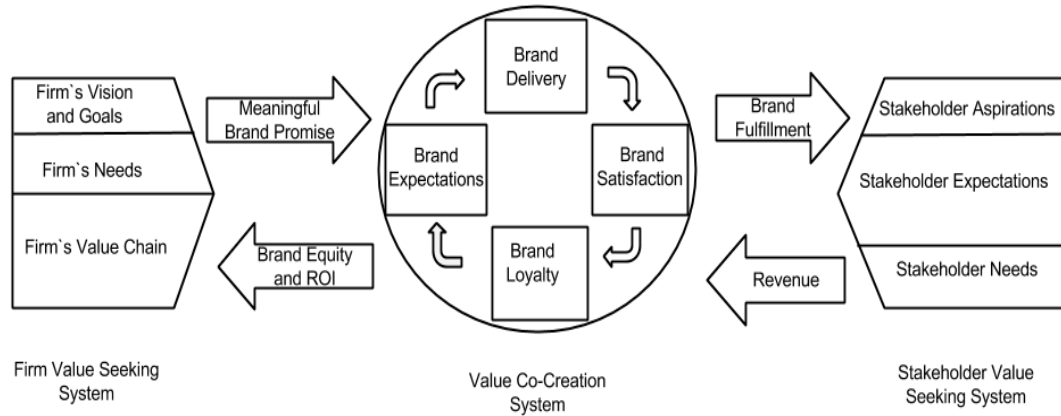 Firm`s Vision
and Goals
Firm`s Needs
Firm`s Value Chain
Meaningful
Brand Promise
Brand Equity
and ROI
Brand
Delivery
Brand
Expectations
Brand
Satisfaction
Brand
Loyalty
Brand
Fulfillment
Revenue
Stakeholder Aspirations
Stakeholder Expectations
Stakeholder Needs
Firm Value Seeking
System
Value Co-Creation
System
Stakeholder Value
Seeking System